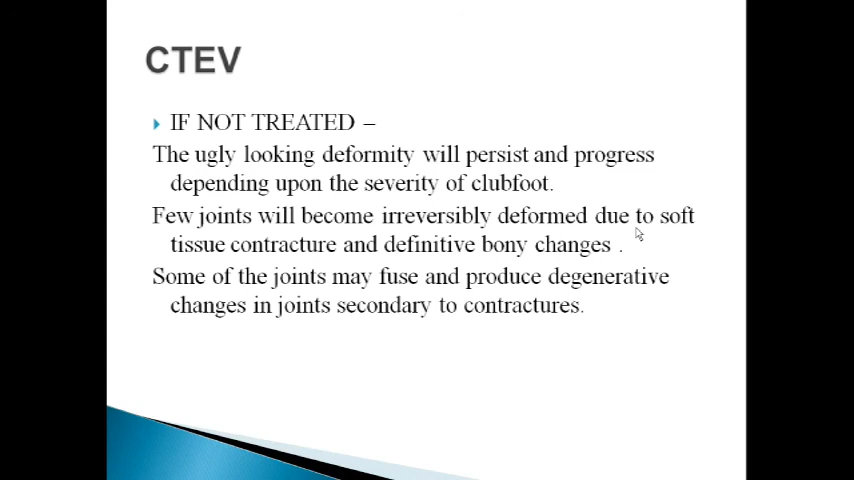 CTEV
IF NOT TREATED –
The ugly looking deformity will persist and progress
depending upon the severity of clubfoot.
Few joints will become irreversibly deformed due to soft
tissue contracture and definitive bony changes .
Some of the joints may fuse and produce degenerative
changes in joints secondary to contractures.